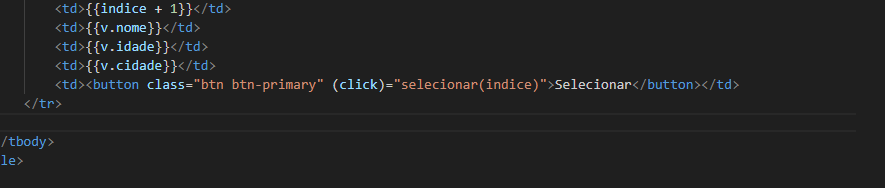 <td>{{indice + 1}}</td>
<td>{{v.nome}}</td>
<td>{{v.idade}}</td>
<td>{{v.cidade}}</td>
<td><button class="btn btn-primary" (click)="selecionar(indice)">Selecionar</button></td>
</tr>
/tbody>
le>